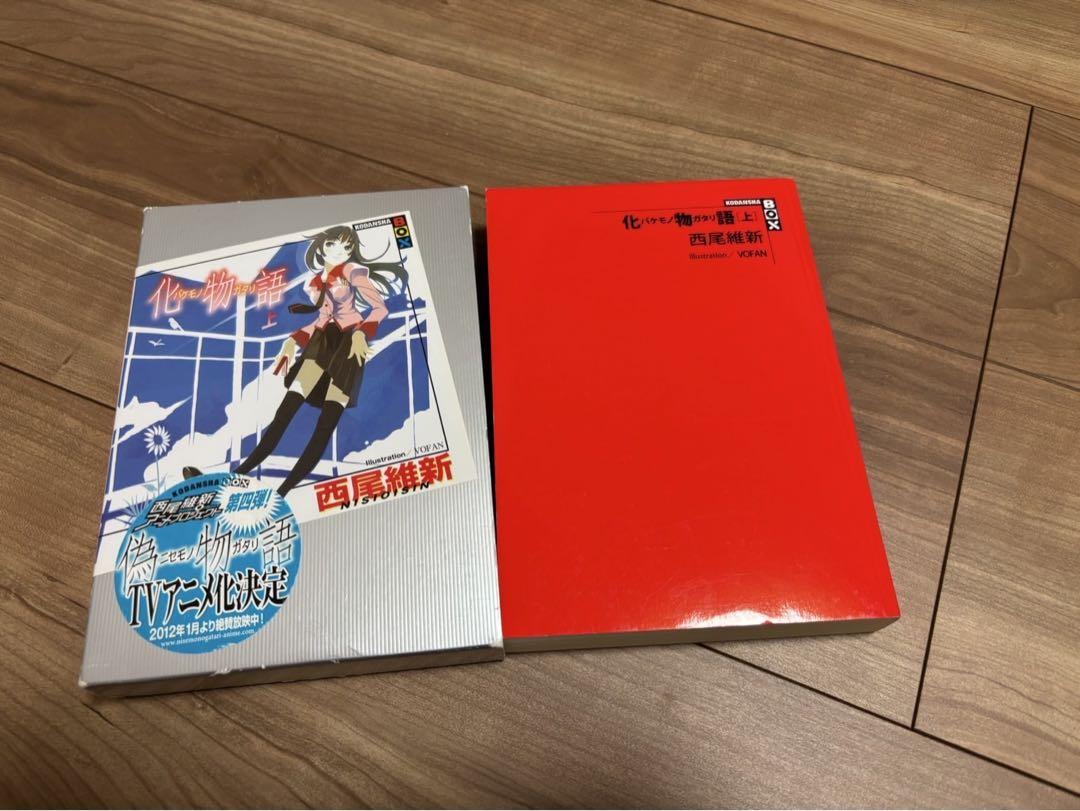 KODANSHA BOX
化バケモノ物ガタリ語
上
Illustration／VOFAN
西尾維新
NISIOISIN
KODANSHA BOX
西尾維新
アニメプロジェクト
第四弾!
偽ニセモノ物ガタリ語
TVアニメ化決定
2012年1月より絶賛放映中!
www.nisemonogatari-anime.com
KODANSHA BOX
化バケモノ物ガタリ語[上]
西尾維新
Illustration／VOFAN